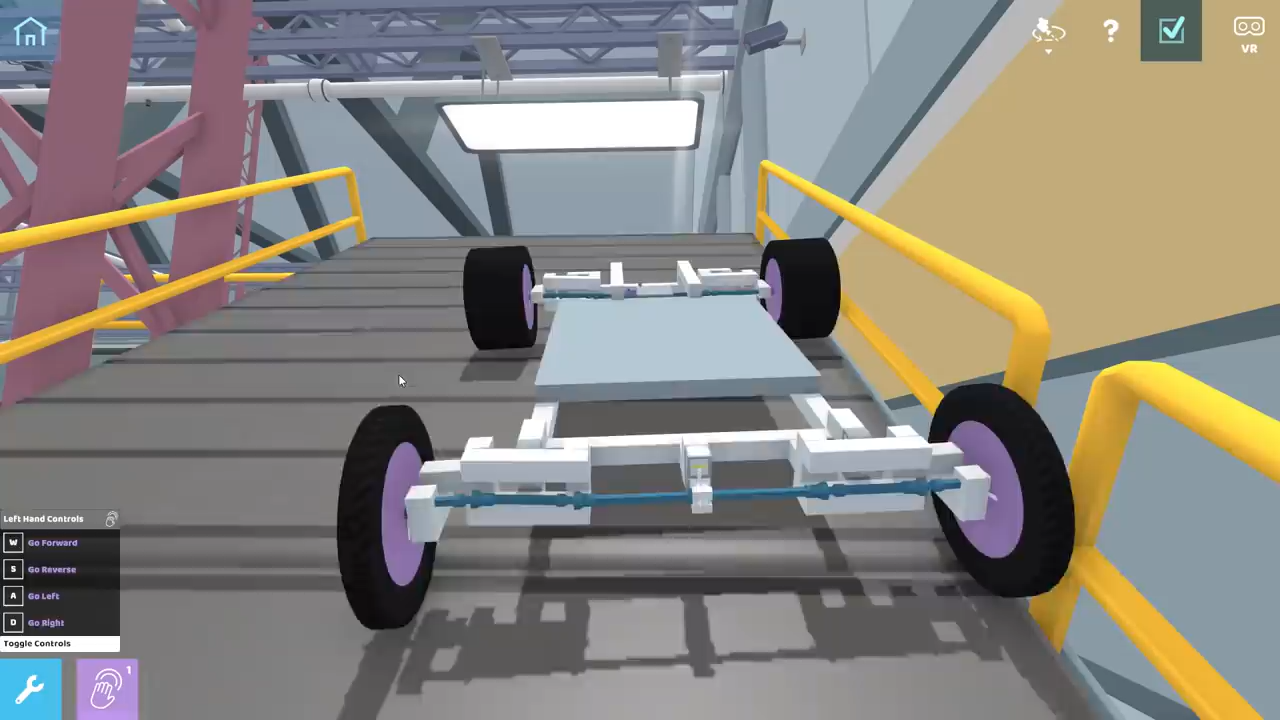 ?
VR
Left Hand Controls
W Go Forward
S Go Reverse
A Go Left
D Go Right
Toggle Controls
1